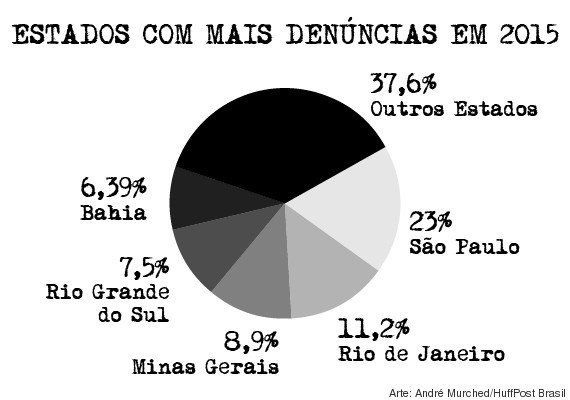 ESTADOS COM MAIS DENÚNCIAS EM 2015
37,6%
Outros Estados
6,39%
Bahia
23%
São Paulo
7,5%
Rio Grande
do Sul
11,2%
Rio de Janeiro
8,9%
Minas Gerais
Arte: André Murched/HuffPost Brasil